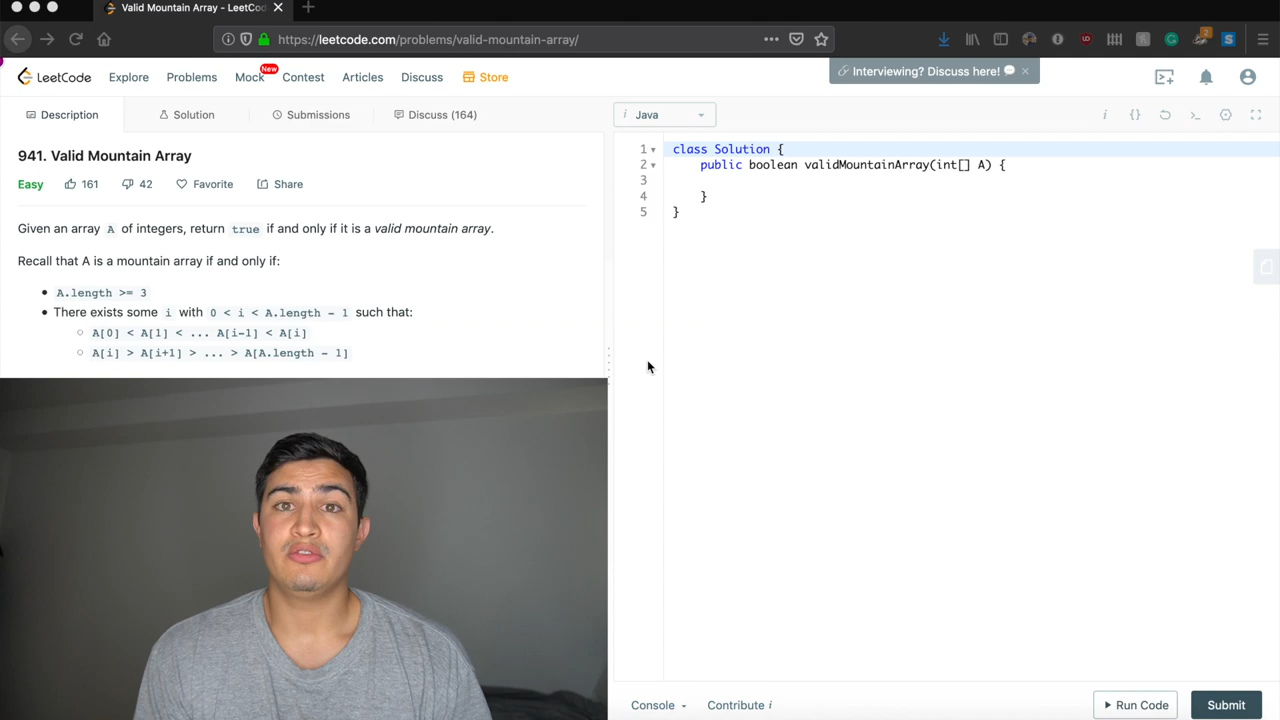 Valid Mountain Array - LeetCod
https://leetcode.com/problems/valid-mountain-array/
LeetCode Explore Problems Mock New Contest Articles Discuss Store
Interviewing? Discuss here!
Description Solution Submissions Discuss (164)
941. Valid Mountain Array
Easy 161 42 Favorite Share
Given an array A of integers, return true if and only if it is a valid mountain array.
Recall that A is a mountain array if and only if:
A.length >= 3
There exists some i with 0 < i < A.length - 1 such that:
A[0] < A[1] < ... A[i-1] < A[i]
A[i] > A[i+1] > ... > A[A.length - 1]
i Java
1 class Solution {
2 public boolean validMountainArray(int[] A) {
3
4 }
5 }
Console Contribute i Run Code Submit